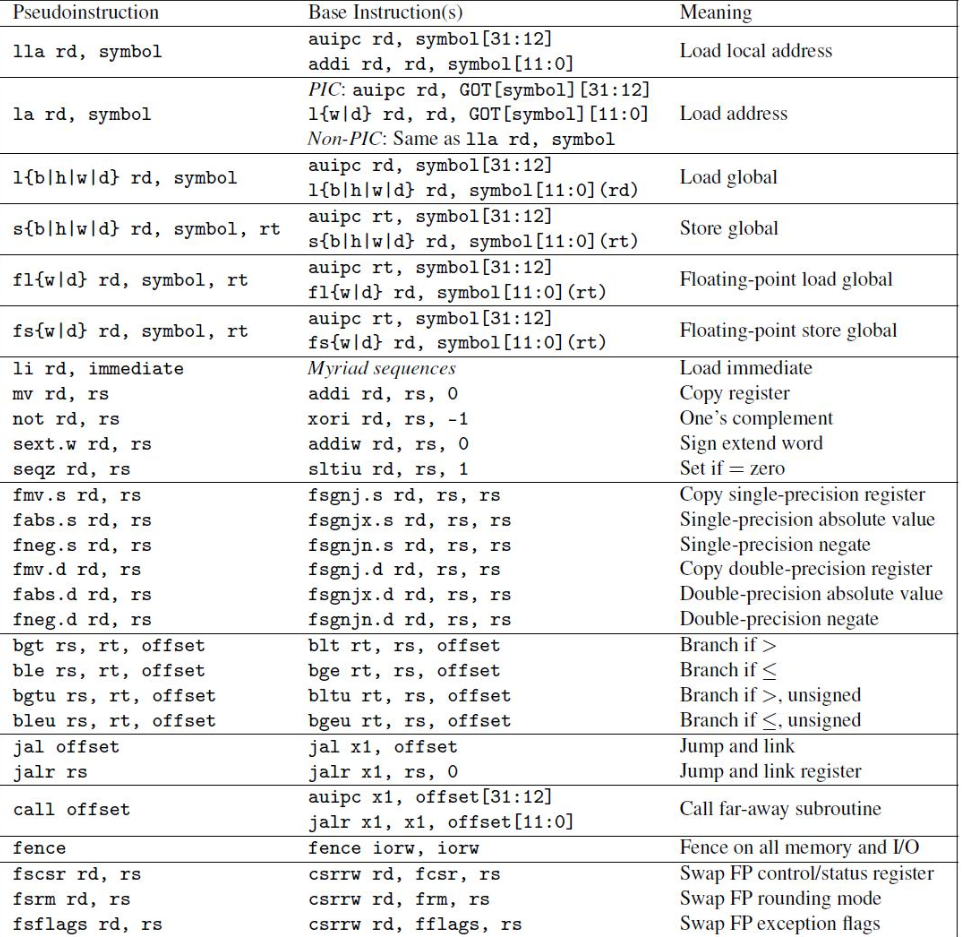 Pseudoinstruction Base Instruction(s) Meaning
lla rd, symbol auipc rd, symbol[31:12] Load local address
addi rd, rd, symbol[11:0]
la rd, symbol PIC: auipc rd, GOT[symbol][31:12] Load address
l{w|d} rd, rd, GOT[symbol][11:0]
Non-PIC: Same as lla rd, symbol
l{b|h|w|d} rd, symbol auipc rd, symbol[31:12] Load global
l{b|h|w|d} rd, symbol[11:0](rd)
s{b|h|w|d} rd, symbol, rt auipc rt, symbol[31:12] Store global
s{b|h|w|d} rd, symbol[11:0](rt)
fl{w|d} rd, symbol, rt auipc rt, symbol[31:12] Floating-point load global
fl{w|d} rd, symbol[11:0](rt)
fs{w|d} rd, symbol, rt auipc rt, symbol[31:12] Floating-point store global
fs{w|d} rd, symbol[11:0](rt)
li rd, immediate Myriad sequences Load immediate
mv rd, rs addi rd, rs, 0 Copy register
not rd, rs xori rd, rs, -1 One's complement
sext.w rd, rs addiw rd, rs, 0 Sign extend word
seqz rd, rs sltiu rd, rs, 1 Set if = zero
fmv.s rd, rs fsgnj.s rd, rs, rs Copy single-precision register
fabs.s rd, rs fsgnjx.s rd, rs, rs Single-precision absolute value
fneg.s rd, rs fsgnjn.s rd, rs, rs Single-precision negate
fmv.d rd, rs fsgnj.d rd, rs, rs Copy double-precision register
fabs.d rd, rs fsgnjx.d rd, rs, rs Double-precision absolute value
fneg.d rd, rs fsgnjn.d rd, rs, rs Double-precision negate
bgt rs, rt, offset blt rt, rs, offset Branch if >
ble rs, rt, offset bge rt, rs, offset Branch if ≤
bgtu rs, rt, offset bltu rt, rs, offset Branch if >, unsigned
bleu rs, rt, offset bgeu rt, rs, offset Branch if ≤, unsigned
jal offset jal x1, offset Jump and link
jalr rs jalr x1, rs, 0 Jump and link register
call offset auipc x1, offset[31:12] Call far-away subroutine
jalr x1, x1, offset[11:0]
fence fence iorw, iorw Fence on all memory and I/O
fscsr rd, rs csrrw rd, fcsr, rs Swap FP control/status register
fsrm rd, rs csrrw rd, frm, rs Swap FP rounding mode
fsflags rd, rs csrrw rd, fflags, rs Swap FP exception flags